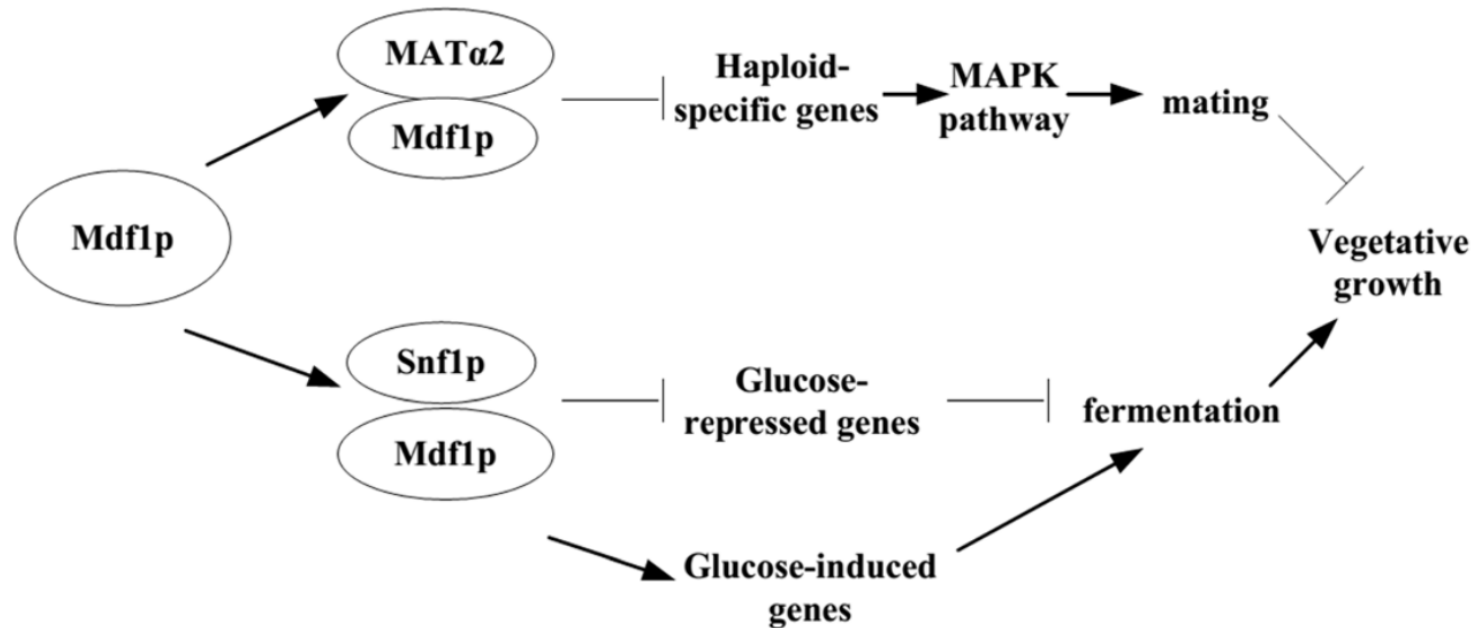 MATα2
Mdf1p
Haploid-
specific genes
MAPK
pathway
mating
Mdf1p
Vegetative
growth
Snf1p
Mdf1p
Glucose-
repressed genes
fermentation
Glucose-induced
genes